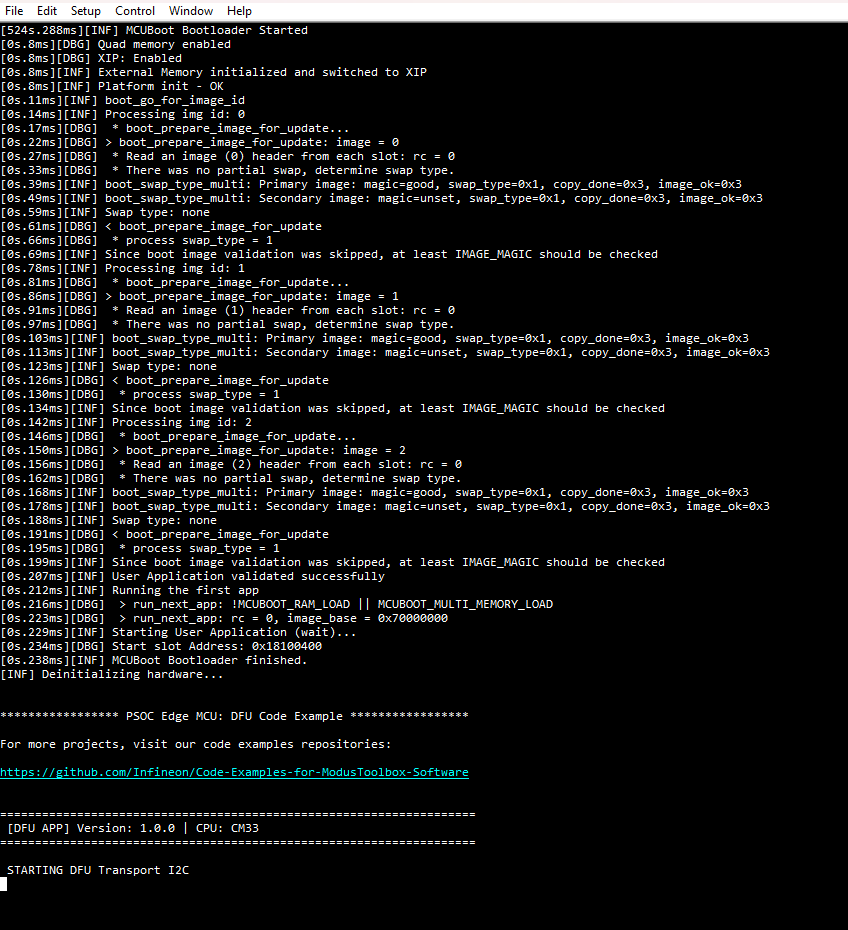 File Edit Setup Control Window Help
[524s.288ms][INF] MCUBoot Bootloader Started
[0s.8ms][DBG] Quad memory enabled
[0s.8ms][DBG] XIP: Enabled
[0s.8ms][INF] External Memory initialized and switched to XIP
[0s.8ms][INF] Platform init - OK
[0s.11ms][INF] boot_go_for_image_id
[0s.14ms][INF] Processing img id: 0
[0s.17ms][DBG]  * boot_prepare_image_for_update...
[0s.22ms][DBG] > boot_prepare_image_for_update: image = 0
[0s.27ms][DBG]  * Read an image (0) header from each slot: rc = 0
[0s.33ms][DBG]  * There was no partial swap, determine swap type.
[0s.39ms][INF] boot_swap_type_multi: Primary image: magic=good, swap_type=0x1, copy_done=0x3, image_ok=0x3
[0s.49ms][INF] boot_swap_type_multi: Secondary image: magic=unset, swap_type=0x1, copy_done=0x3, image_ok=0x3
[0s.59ms][INF] Swap type: none
[0s.61ms][DBG] < boot_prepare_image_for_update
[0s.66ms][DBG]  * process swap_type = 1
[0s.69ms][INF] Since boot image validation was skipped, at least IMAGE_MAGIC should be checked
[0s.78ms][INF] Processing img id: 1
[0s.81ms][DBG]  * boot_prepare_image_for_update...
[0s.86ms][DBG] > boot_prepare_image_for_update: image = 1
[0s.91ms][DBG]  * Read an image (1) header from each slot: rc = 0
[0s.97ms][DBG]  * There was no partial swap, determine swap type.
[0s.103ms][INF] boot_swap_type_multi: Primary image: magic=good, swap_type=0x1, copy_done=0x3, image_ok=0x3
[0s.113ms][INF] boot_swap_type_multi: Secondary image: magic=unset, swap_type=0x1, copy_done=0x3, image_ok=0x3
[0s.123ms][INF] Swap type: none
[0s.126ms][DBG] < boot_prepare_image_for_update
[0s.130ms][DBG]  * process swap_type = 1
[0s.134ms][INF] Since boot image validation was skipped, at least IMAGE_MAGIC should be checked
[0s.142ms][INF] Processing img id: 2
[0s.146ms][DBG]  * boot_prepare_image_for_update...
[0s.150ms][DBG] > boot_prepare_image_for_update: image = 2
[0s.156ms][DBG]  * Read an image (2) header from each slot: rc = 0
[0s.162ms][DBG]  * There was no partial swap, determine swap type.
[0s.168ms][INF] boot_swap_type_multi: Primary image: magic=good, swap_type=0x1, copy_done=0x3, image_ok=0x3
[0s.178ms][INF] boot_swap_type_multi: Secondary image: magic=unset, swap_type=0x1, copy_done=0x3, image_ok=0x3
[0s.188ms][INF] Swap type: none
[0s.191ms][DBG] < boot_prepare_image_for_update
[0s.195ms][DBG]  * process swap_type = 1
[0s.199ms][INF] Since boot image validation was skipped, at least IMAGE_MAGIC should be checked
[0s.207ms][INF] User Application validated successfully
[0s.212ms][INF] Running the first app
[0s.216ms][DBG]  > run_next_app: !MCUBOOT_RAM_LOAD || MCUBOOT_MULTI_MEMORY_LOAD
[0s.223ms][DBG]  > run_next_app: rc = 0, image_base = 0x70000000
[0s.229ms][INF] Starting User Application (wait)...
[0s.234ms][DBG] Start slot Address: 0x18100400
[0s.238ms][INF] MCUBoot Bootloader finished.
[INF] Deinitializing hardware...
***************** PSOC Edge MCU: DFU Code Example *****************
For more projects, visit our code examples repositories:
https://github.com/Infineon/Code-Examples-for-ModusToolbox-Software
====================================================================
[DFU APP] Version: 1.0.0 | CPU: CM33
====================================================================
STARTING DFU Transport I2C